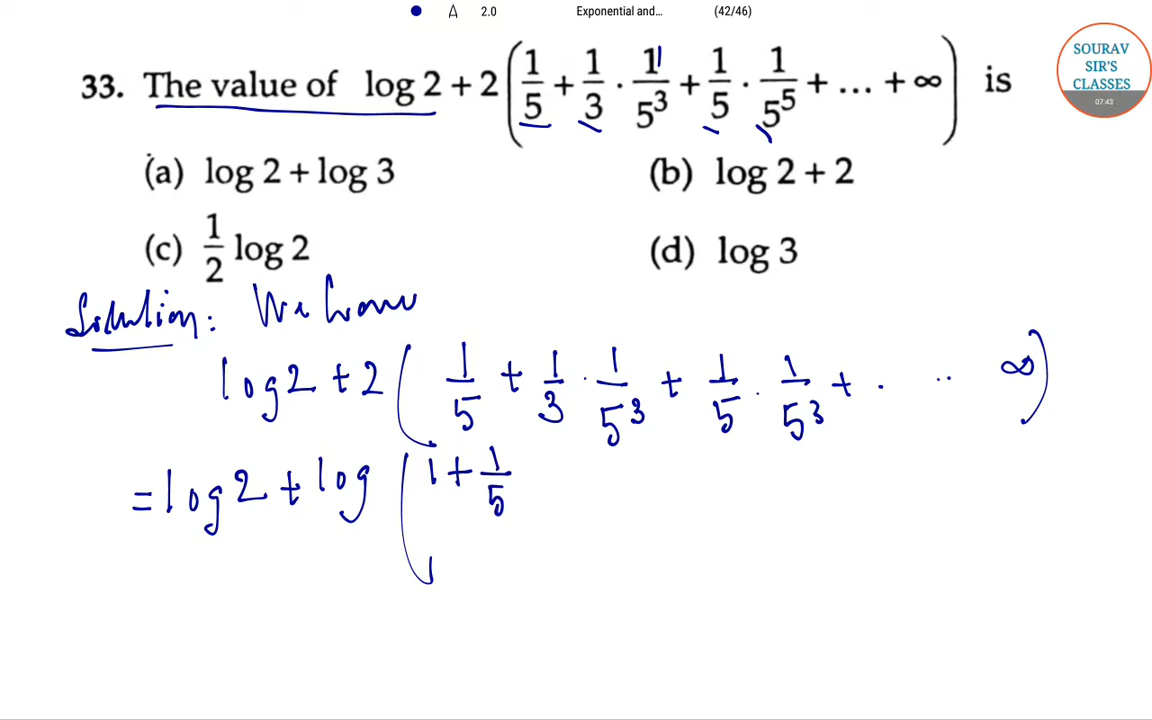 2.0 Exponential and... (42/46)
SOURAV
SIR'S
CLASSES
07:43
33. The value of log 2 + 2 (1/5 + 1/3 · 1/5³ + 1/5 · 1/5⁵ + ... + ∞) is
(a) log 2 + log 3 (b) log 2 + 2
(c) 1/2 log 2 (d) log 3
Solution: We have
log 2 + 2 ( 1/5 + 1/3 · 1/5³ + 1/5 · 1/5³ + · ·· ∞ )
= log 2 + log ( 1 + 1/5